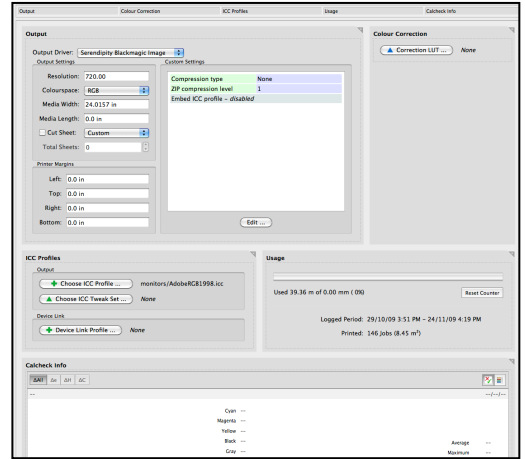 Output Colour Correction ICC Profiles Usage Calcheck Info
Output
Output Driver: Serendipity Blackmagic Image
Output Settings
Resolution: 720.00
Colourspace: RGB
Media Width: 24.0157 in
Media Length: 0.0 in
Cut Sheet: Custom
Total Sheets: 0
Printer Margins
Left: 0.0 in
Top: 0.0 in
Right: 0.0 in
Bottom: 0.0 in
Custom Settings
Compression type None
ZIP compression level 1
Embed ICC profile – disabled
Edit ...
Colour Correction
Correction LUT ... None
ICC Profiles
Output
Choose ICC Profile ... monitors/AdobeRGB1998.icc
Choose ICC Tweak Set ... None
Device Link
Device Link Profile ... None
Usage
Used 39.36 m of 0.00 mm ( 0%) Reset Counter
Logged Period: 29/10/09 3:51 PM – 24/11/09 4:19 PM
Printed: 146 Jobs (8.45 m²)
Calcheck Info
ΔAll Δe ΔH ΔC
-- --/--/--
Cyan --
Magenta --
Yellow --
Black --
Gray --
Average --
Maximum --